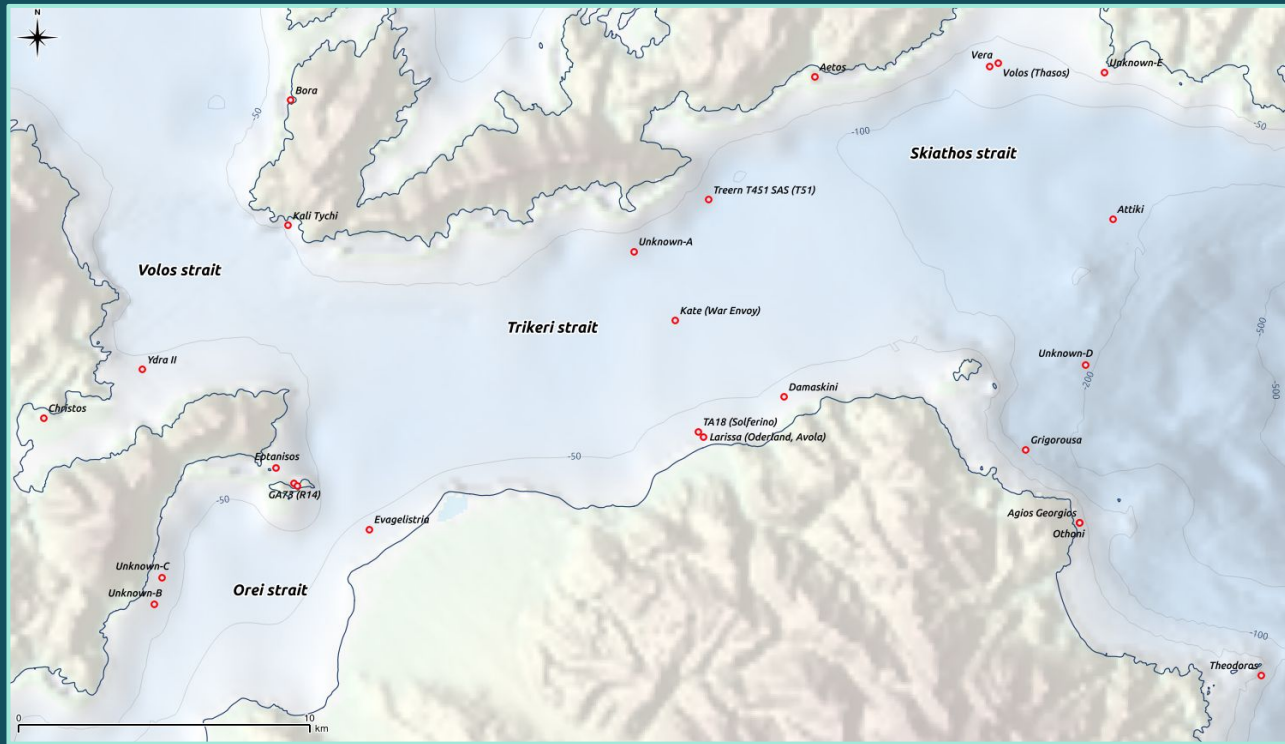 N
Vera
Volos (Thasos)
Unknown-E
Aetos
Bora
-50
-50
-100
Skiathos strait
Treern T451 SAS (T51)
Attiki
Kali Tychi
Unknown-A
Volos strait
Kate (War Envoy)
Trikeri strait
-500
Unknown-D
Ydra II
-200
-500
Damaskini
Christos
TA18 (Solferino)
Larissa (Oderland, Avola)
Grigorousa
Eptanisos
-50
-50
(R14)
Agios Georgios
Evagelistria
Othoni
Unknown-C
Orei strait
Unknown-B
-100
Theodoros
0
10
km